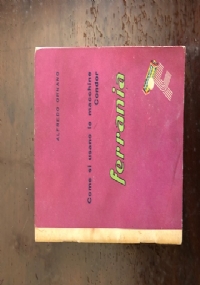 ALFREDO ORNANO
Come si usano le macchine
Condor
ferrania